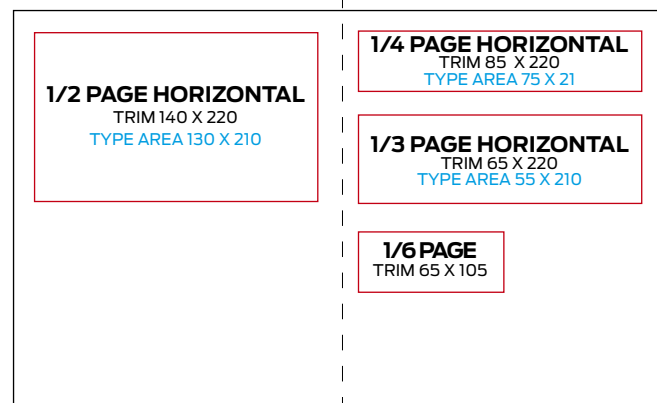 1/2 PAGE HORIZONTAL
TRIM 140 X 220
TYPE AREA 130 X 210
1/4 PAGE HORIZONTAL
TRIM 85 X 220
TYPE AREA 75 X 21
1/3 PAGE HORIZONTAL
TRIM 65 X 220
TYPE AREA 55 X 210
1/6 PAGE
TRIM 65 X 105